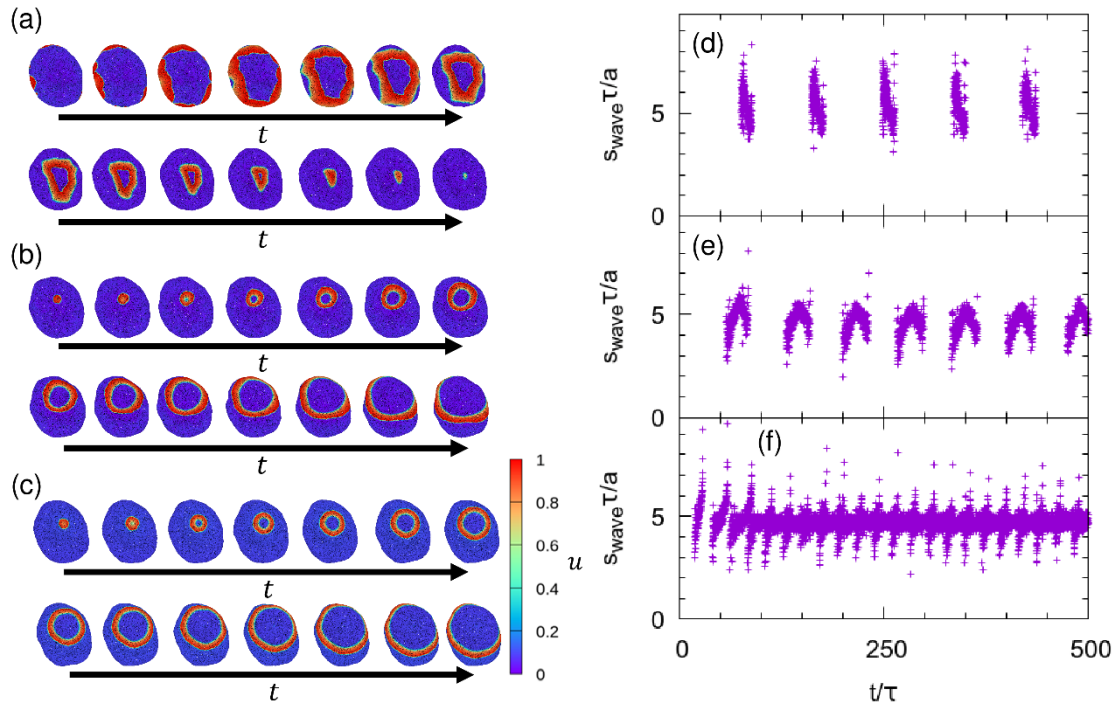 (a)
t
t
(b)
t
t
(c)
t
t
1
0.8
0.6
0.4
0.2
0
u
(d)
s_wave τ/a
5
0
(e)
s_wave τ/a
5
0
(f)
s_wave τ/a
5
0
0 250 500
t/τ